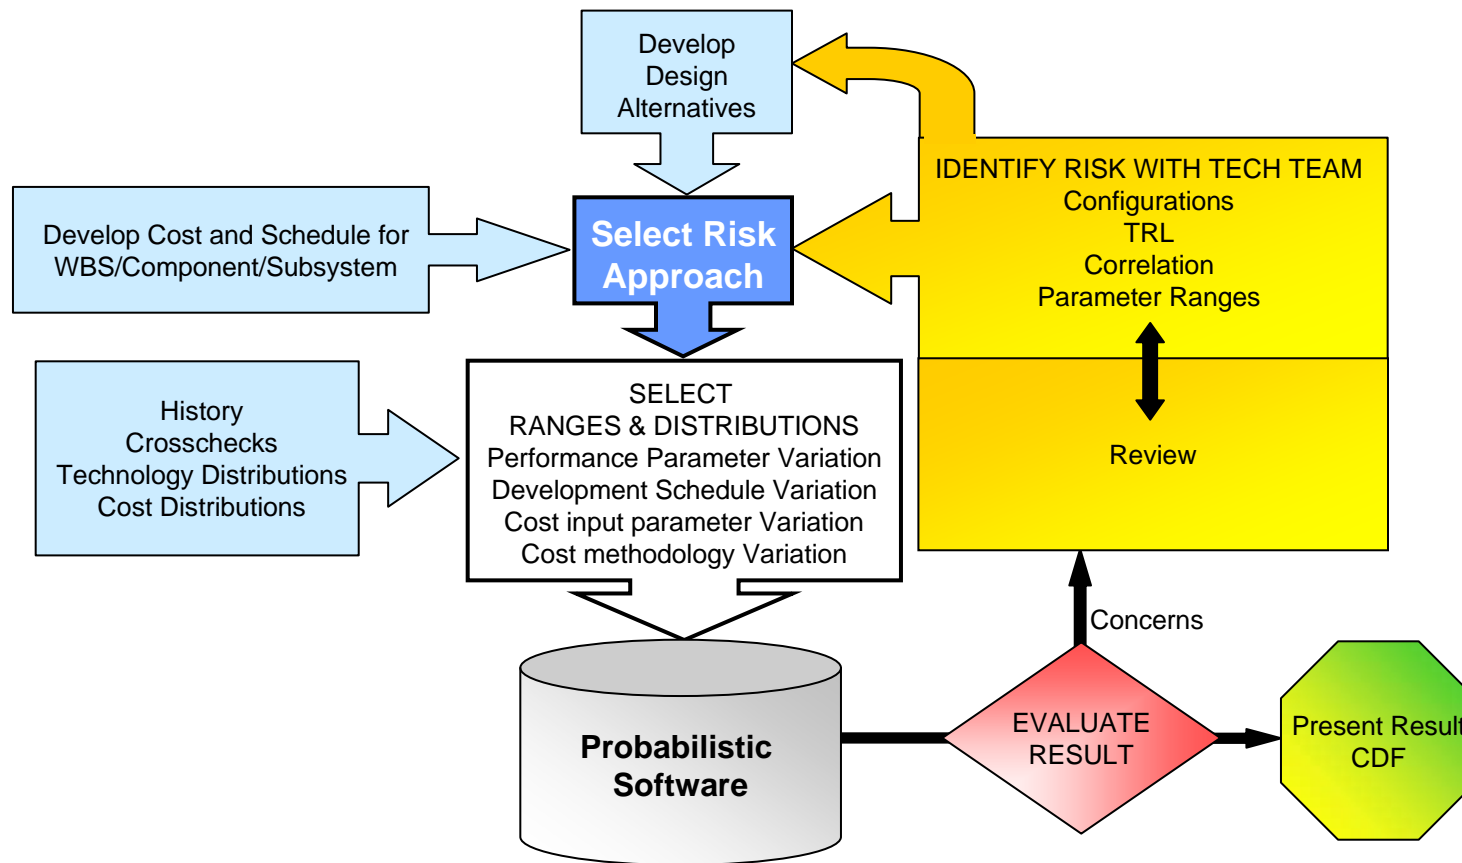 Develop
Design
Alternatives
IDENTIFY RISK WITH TECH TEAM
Configurations
TRL
Correlation
Parameter Ranges
Develop Cost and Schedule for
WBS/Component/Subsystem
Select Risk
Approach
History
Crosschecks
Technology Distributions
Cost Distributions
SELECT
RANGES & DISTRIBUTIONS
Performance Parameter Variation
Development Schedule Variation
Cost input parameter Variation
Cost methodology Variation
Review
Concerns
Probabilistic
Software
EVALUATE
RESULT
Present Result
CDF